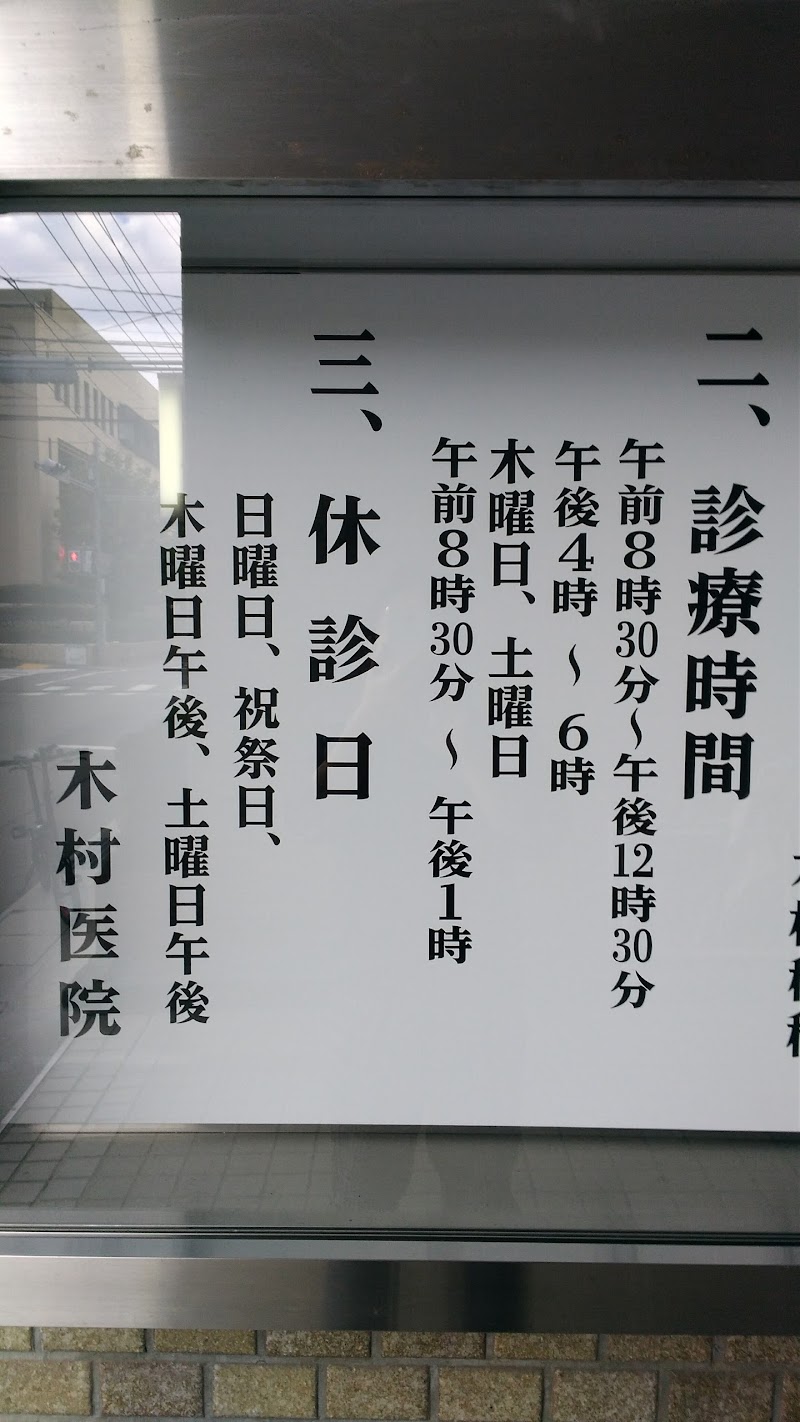 二、診療時間
午前8時30分～午後12時30分
午後4時～6時
木曜日、土曜日
午前8時30分～午後1時
三、休診日
日曜日、祝祭日、
木曜日午後、土曜日午後
木村医院